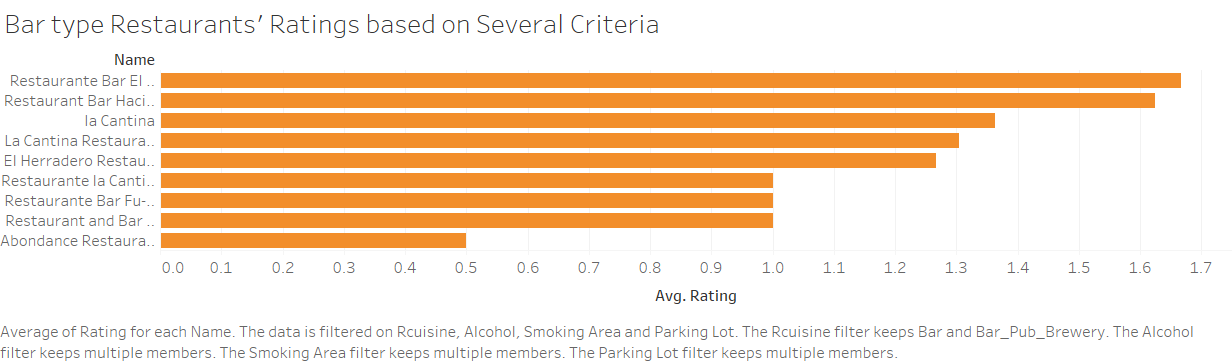 Bar type Restaurants' Ratings based on Several Criteria
Name
Restaurante Bar El ..
Restaurant Bar Haci..
la Cantina
La Cantina Restaura..
El Herradero Restau..
Restaurante la Canti..
Restaurante Bar Fu-..
Restaurant and Bar ..
Abondance Restaura..
0.0 0.1 0.2 0.3 0.4 0.5 0.6 0.7 0.8 0.9 1.0 1.1 1.2 1.3 1.4 1.5 1.6 1.7
Avg. Rating
Average of Rating for each Name. The data is filtered on Rcuisine, Alcohol, Smoking Area and Parking Lot. The Rcuisine filter keeps Bar and Bar_Pub_Brewery. The Alcohol
filter keeps multiple members. The Smoking Area filter keeps multiple members. The Parking Lot filter keeps multiple members.